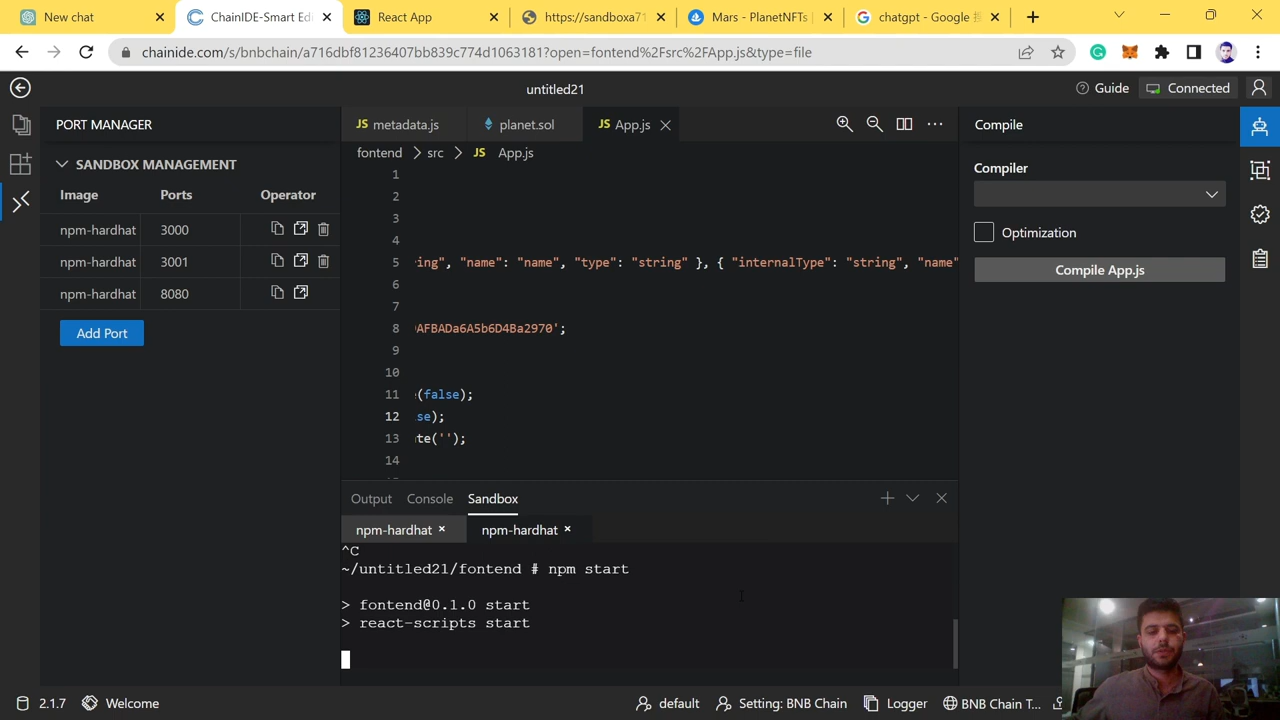 New chat
ChainIDE-Smart Edi
React App
https://sandboxa71
Mars - PlanetNFTs
chatgpt - Google
chainide.com/s/bnbchain/a716dbf81236407bb839c774d1063181?open=fontend%2Fsrc%2FApp.js&type=file
untitled21
Guide
Connected
PORT MANAGER
JS metadata.js
planet.sol
JS App.js
Compile
SANDBOX MANAGEMENT
fontend > src > JS App.js
Image Ports Operator
npm-hardhat 3000
npm-hardhat 3001
npm-hardhat 8080
Add Port
1
2
3
4
5 ing", "name": "name", "type": "string" }, { "internalType": "string", "name"
6
7
8 AFBADa6A5b6D4Ba2970';
9
10
11 (false);
12 se);
13 te('');
14
Compiler
Optimization
Compile App.js
Output Console Sandbox
npm-hardhat × npm-hardhat ×
^C
~/untitled21/fontend # npm start
> fontend@0.1.0 start
> react-scripts start
2.1.7 Welcome
default Setting: BNB Chain Logger BNB Chain T...